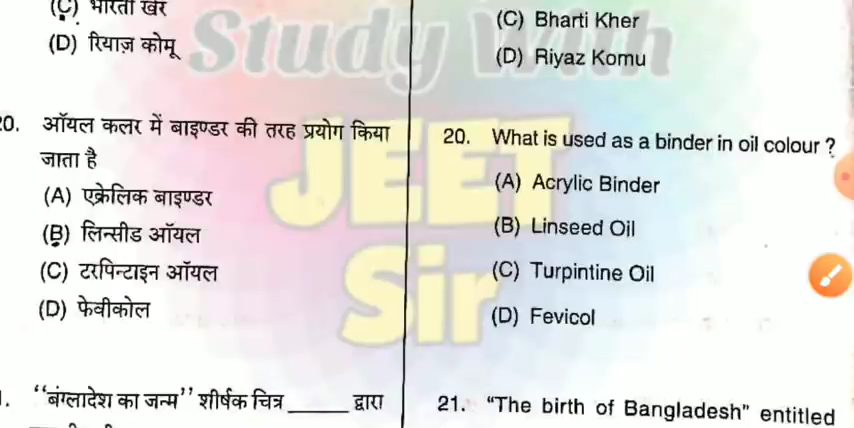 (C) भारती खेर
(D) रियाज़ कोमू
20. ऑयल कलर में बाइण्डर की तरह प्रयोग किया
जाता है
(A) एक्रेलिक बाइण्डर
(B) लिन्सीड ऑयल
(C) टरपिन्टाइन ऑयल
(D) फेवीकोल
"बंग्लादेश का जन्म" शीर्षक चित्र ______ द्वारा
(C) Bharti Kher
(D) Riyaz Komu
20. What is used as a binder in oil colour ?
(A) Acrylic Binder
(B) Linseed Oil
(C) Turpintine Oil
(D) Fevicol
21. "The birth of Bangladesh" entitled
Study With
JEET
Sir